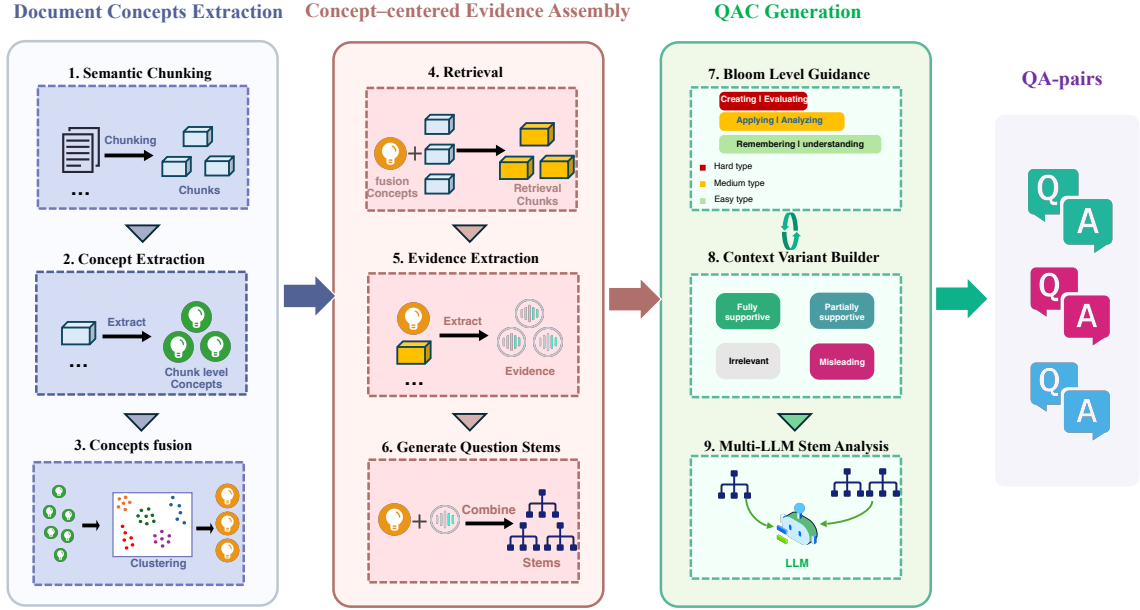 Document Concepts Extraction
Concept–centered Evidence Assembly
QAC Generation
1. Semantic Chunking
Chunking
...
Chunks
2. Concept Extraction
Extract
...
Chunk level
Concepts
3. Concepts fusion
Clustering
4. Retrieval
fusion
Concepts
+
Retrieval
Chunks
5. Evidence Extraction
Extract
...
Evidence
6. Generate Question Stems
+
Combine
Stems
7. Bloom Level Guidance
Creating I Evaluating
Applying I Analyzing
Remembering I understanding
Hard type
Medium type
Easy type
8. Context Variant Builder
Fully
supportive
Partially
supportive
Irrelevant
Misleading
9. Multi-LLM Stem Analysis
LLM
QA-pairs
Q
A
Q
A
Q
A